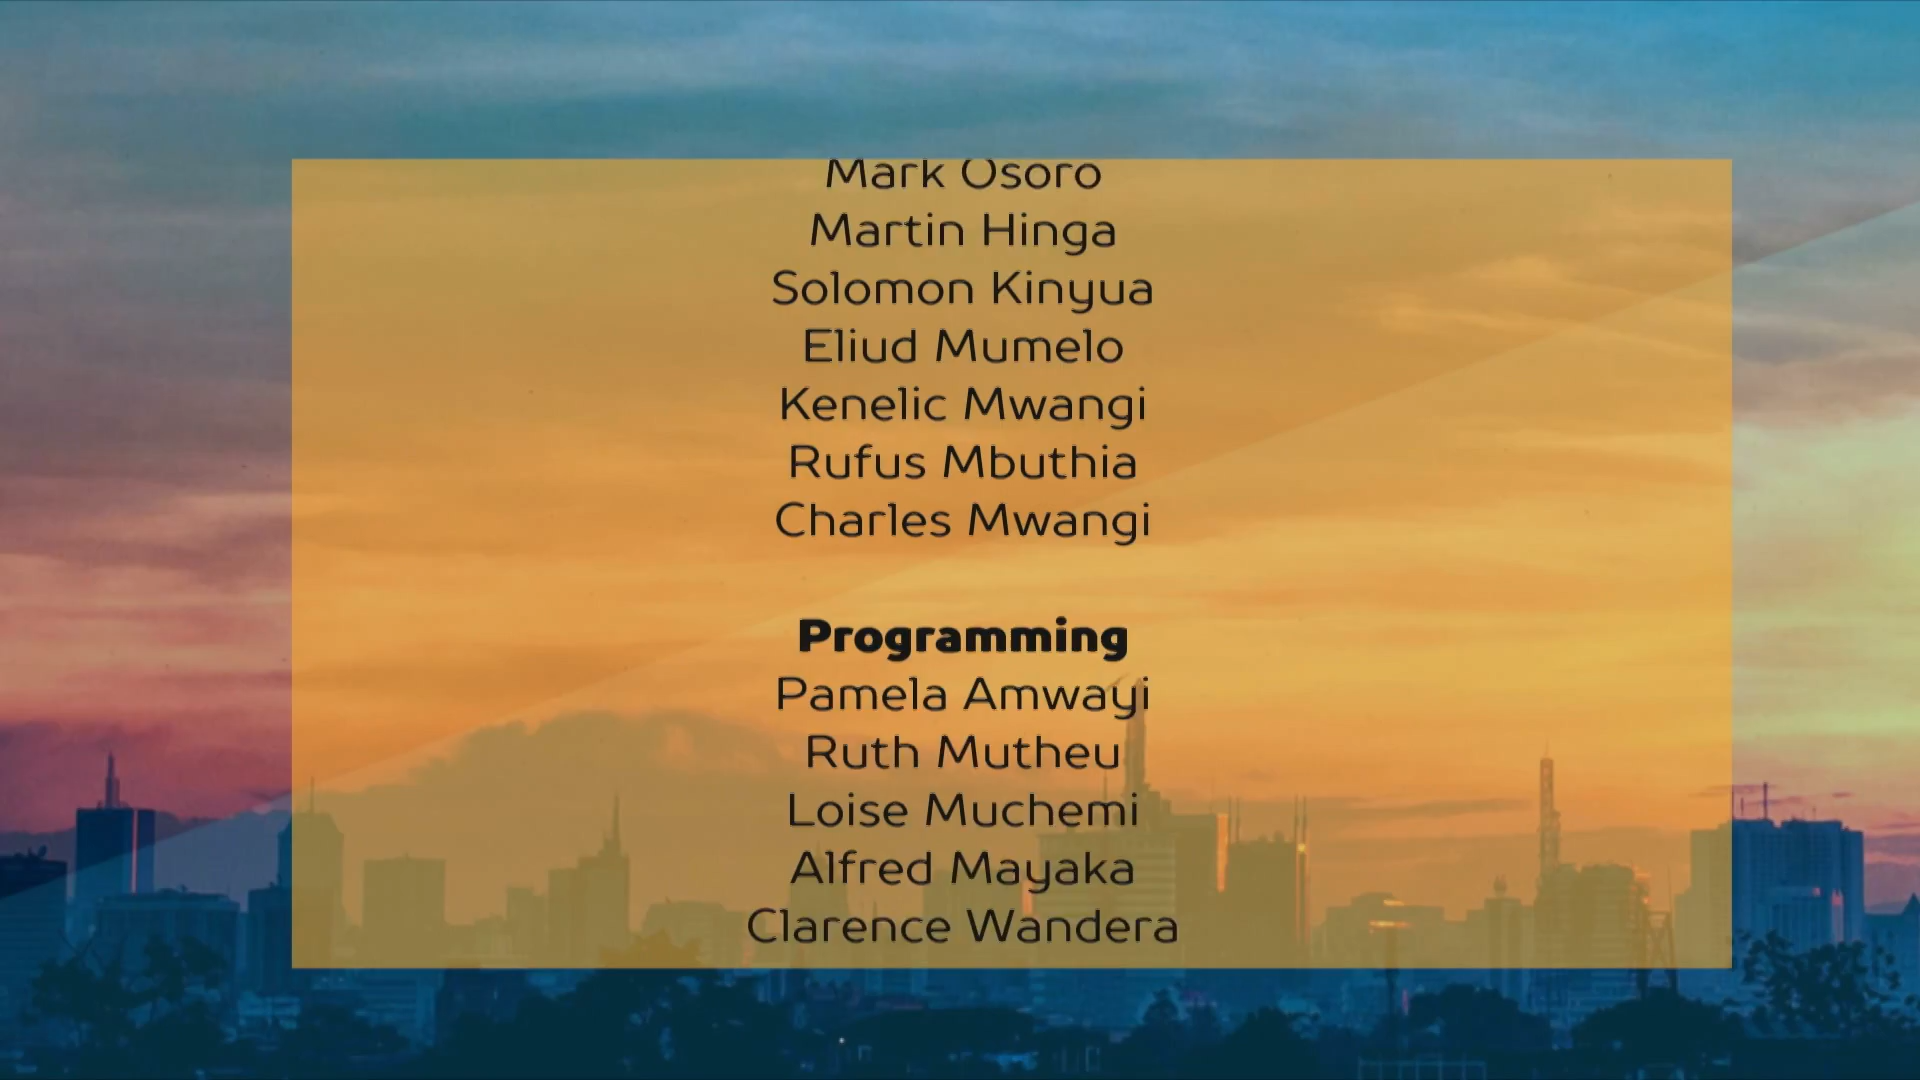 Mark Osoro
Martin Hinga
Solomon Kinyua
Eliud Mumelo
Kenelic Mwangi
Rufus Mbuthia
Charles Mwangi
Programming
Pamela Amwayi
Ruth Mutheu
Loise Muchemi
Alfred Mayaka
Clarence Wandera